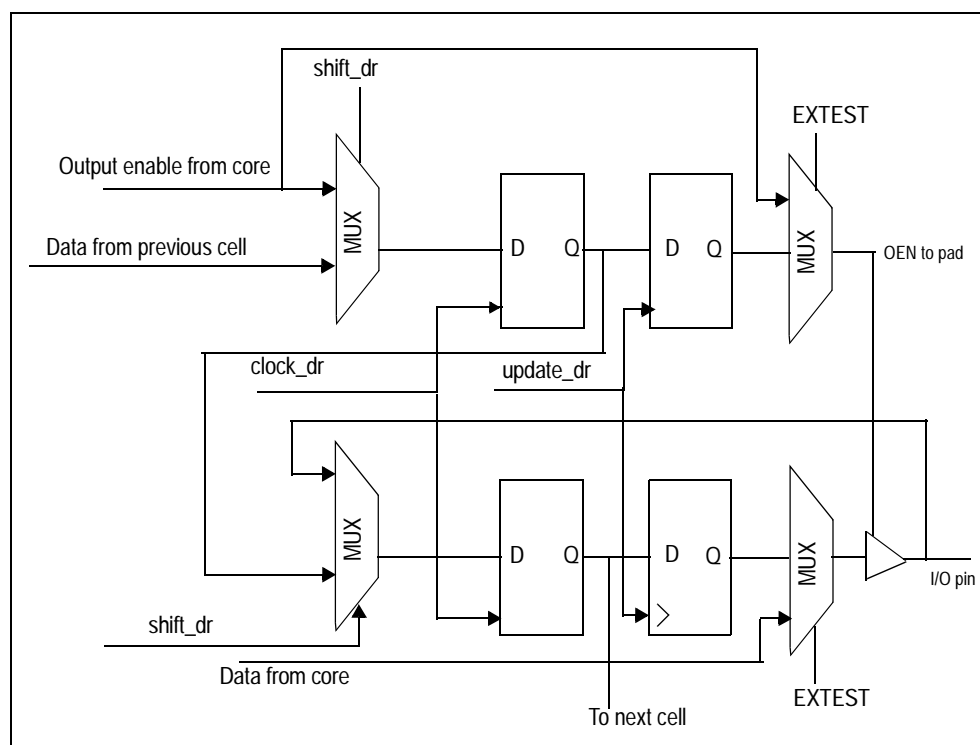 shift_dr
EXTEST
Output enable from core
MUX
MUX
Data from previous cell
D Q
D Q
OEN to pad
clock_dr
update_dr
MUX
MUX
D Q
D Q
I/O pin
shift_dr
Data from core
EXTEST
To next cell